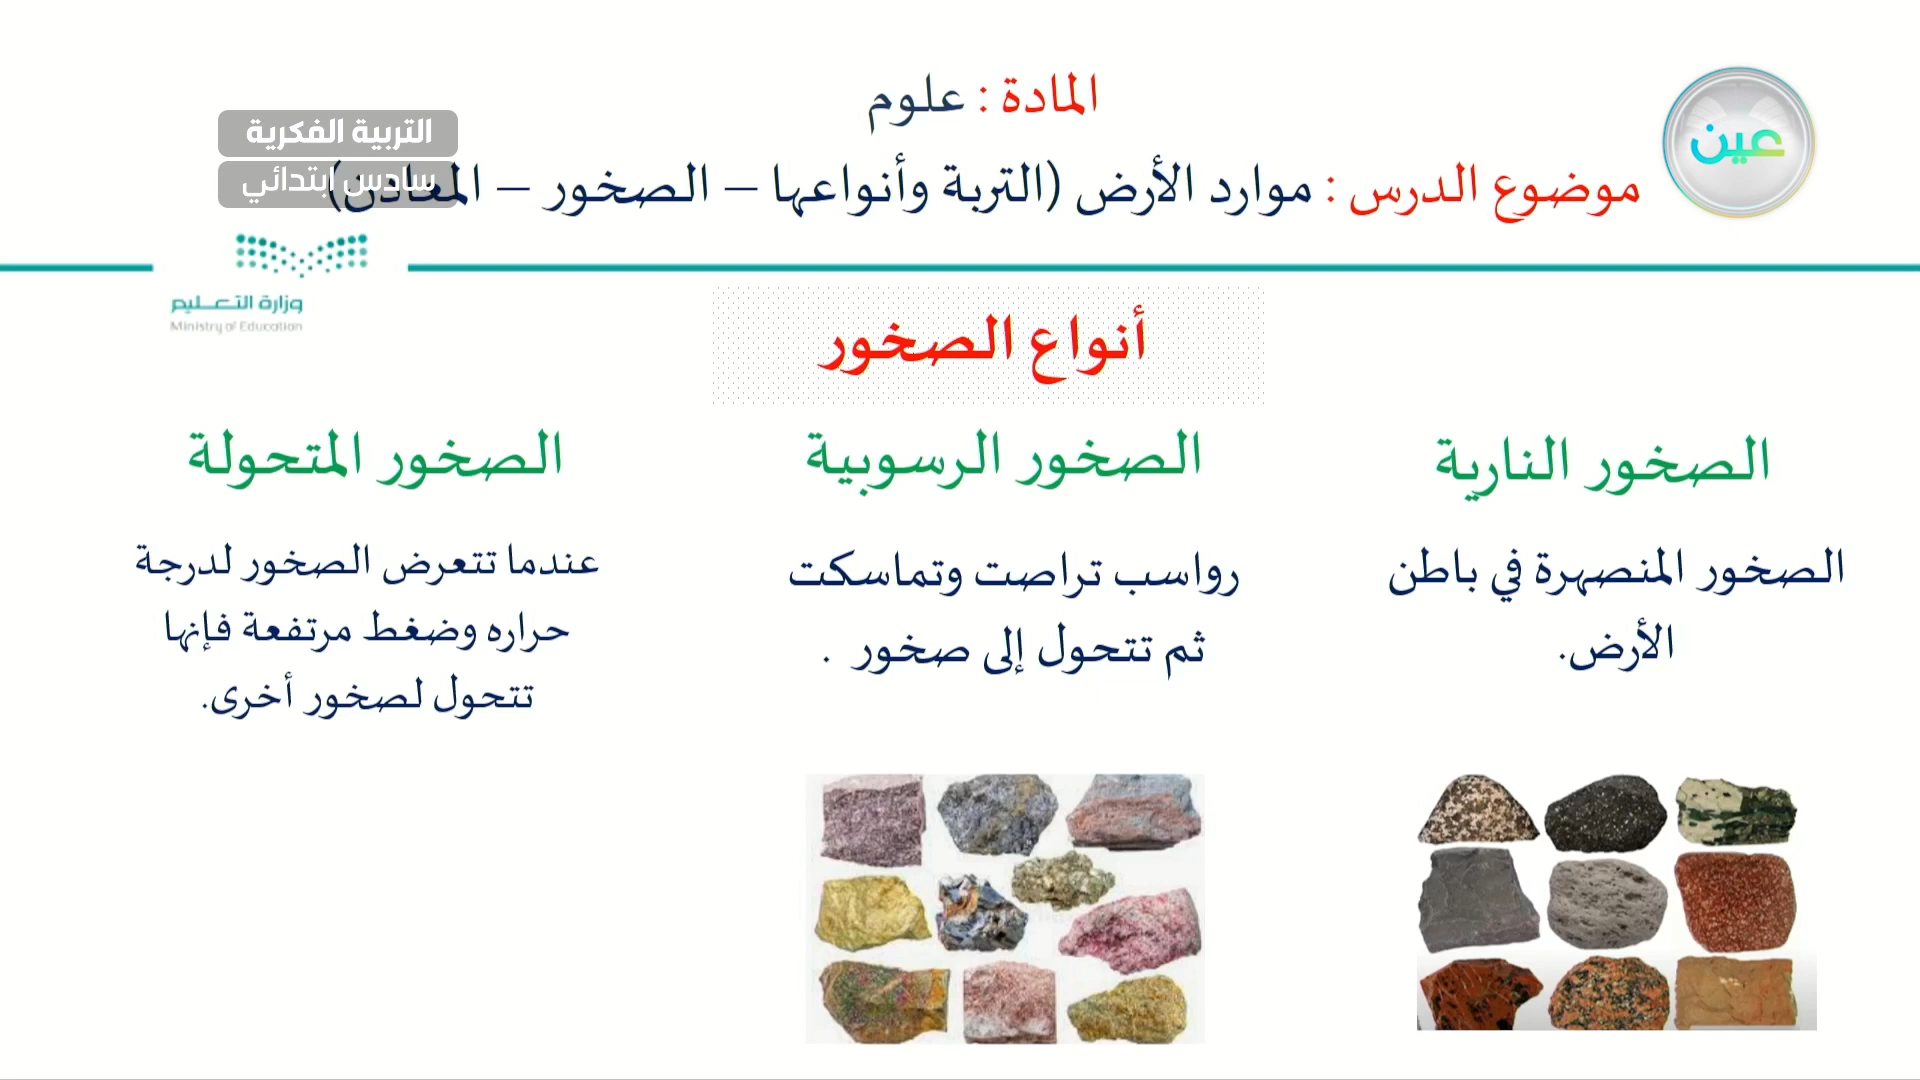 المادة : علوم
عين
التربية الفكرية
سادس ابتدائي
موضوع الدرس : موارد الأرض (التربة وأنواعها – الصخور – المعادن)
وزارة التعليم
Ministry of Education
أنواع الصخور
الصخور النارية
الصخور المنصهرة في باطن
الأرض.
الصخور الرسوبية
رواسب تراصت وتماسكت
ثم تتحول إلى صخور .
الصخور المتحولة
عندما تتعرض الصخور لدرجة
حراره وضغط مرتفعة فإنها
تتحول لصخور أخرى.